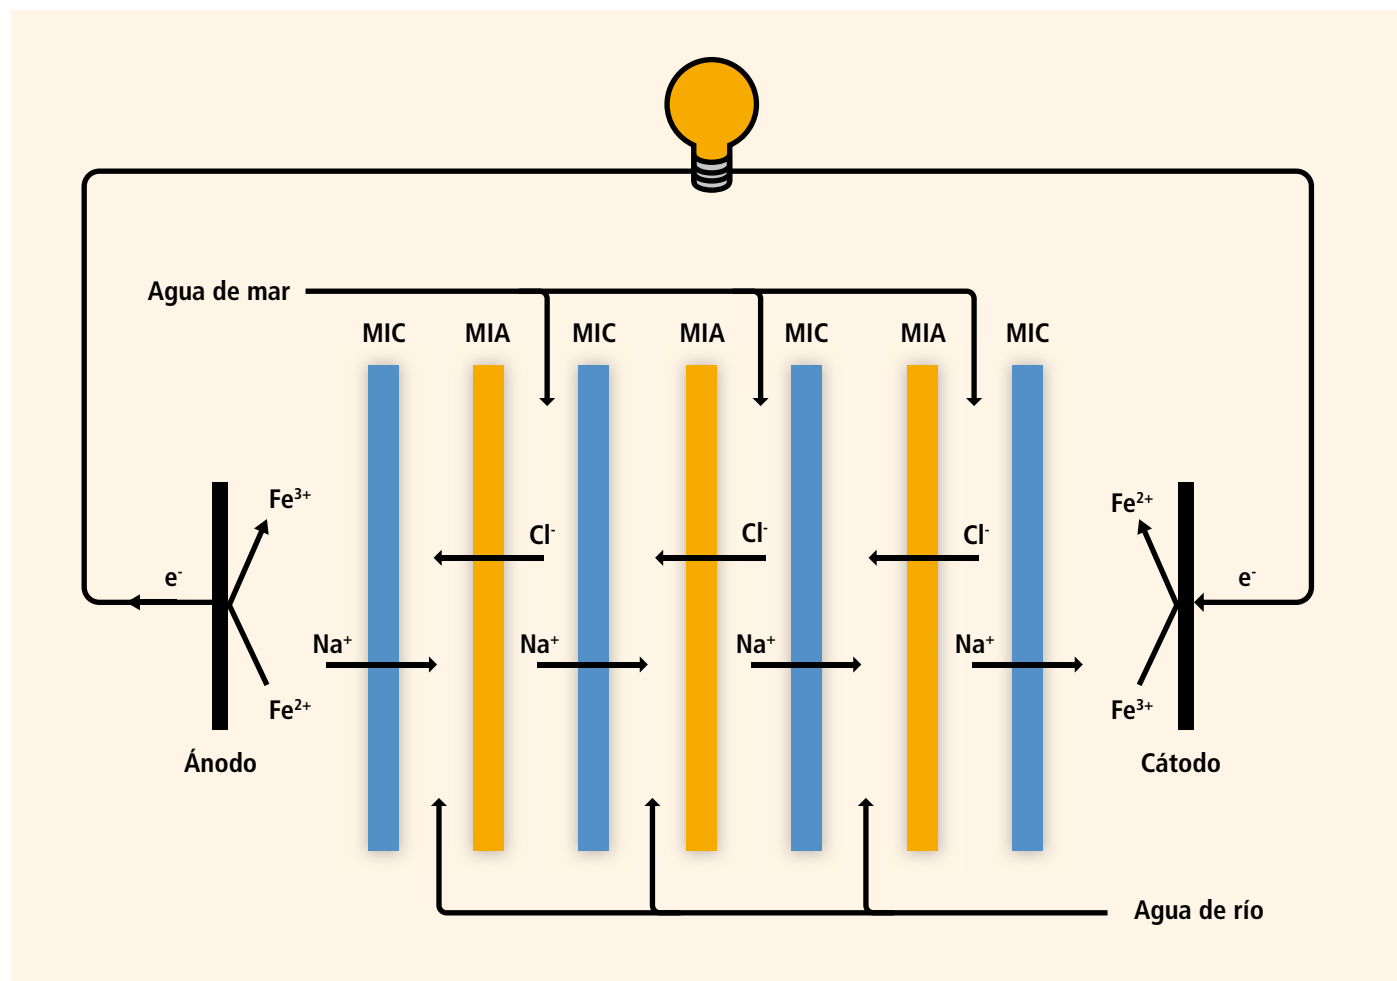 Agua de mar
MIC MIA MIC MIA MIC MIA MIC
Fe³⁺ Cl⁻ Cl⁻ Cl⁻ Fe²⁺
e⁻ e⁻
Na⁺ Na⁺ Na⁺ Na⁺
Fe²⁺ Fe³⁺
Ánodo Cátodo
Agua de río